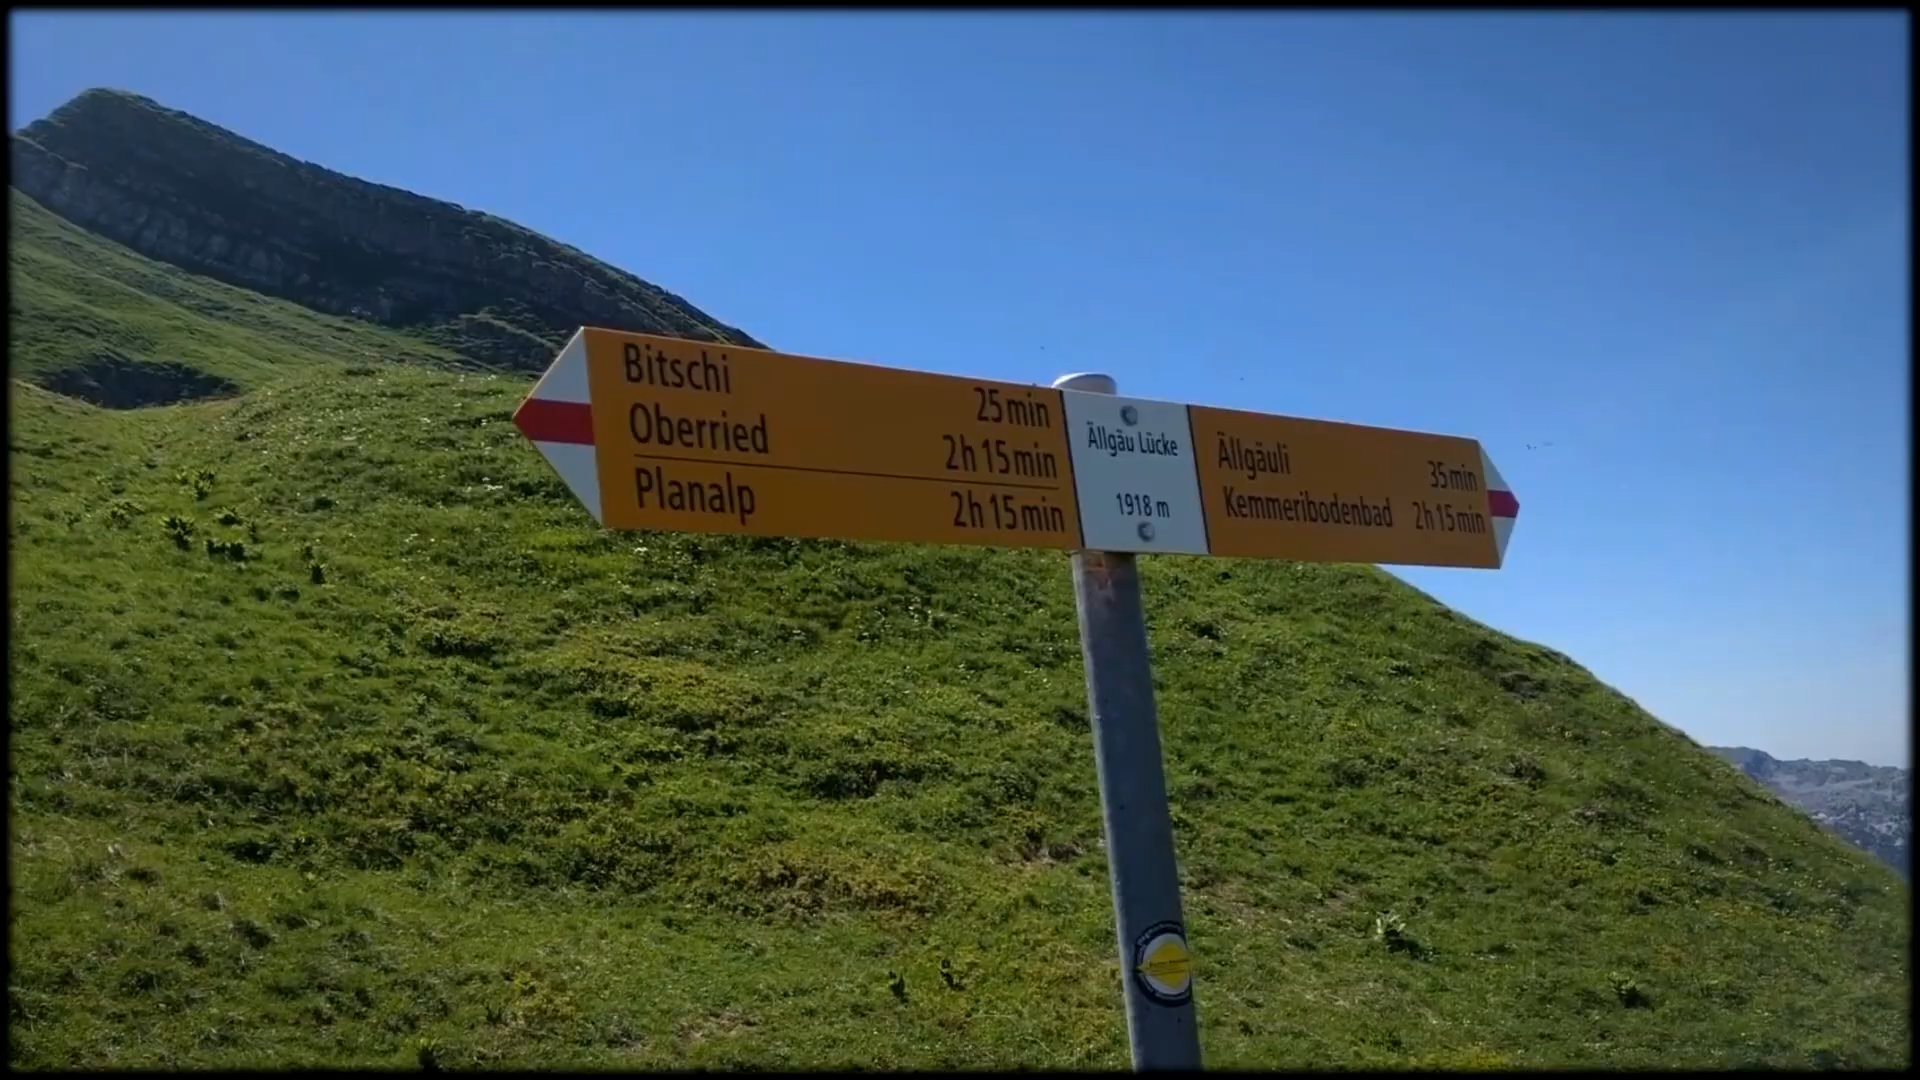 Bitschi 25 min
Oberried 2h 15 min
Planalp 2h 15 min
Ällgäu Lücke
1918 m
Ällgäuli 35 min
Kemmeribodenbad 2h 15 min